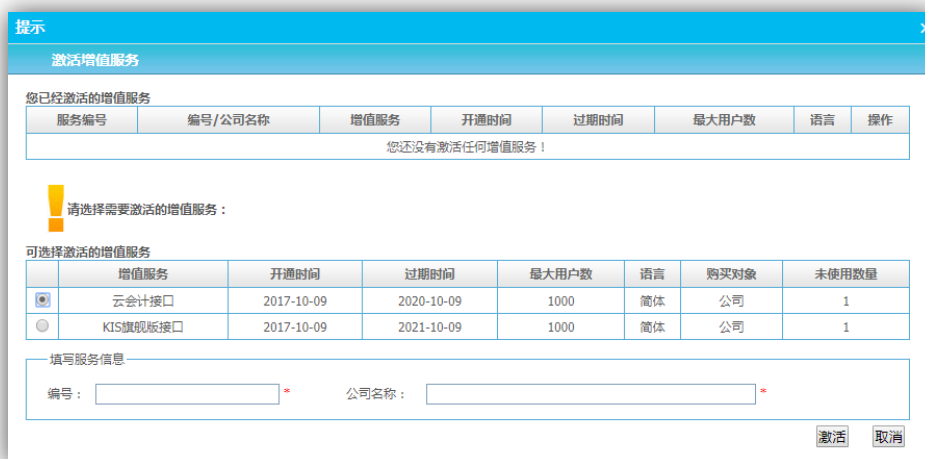 提示
激活增值服务
您已经激活的增值服务
服务编号 编号/公司名称 增值服务 开通时间 过期时间 最大用户数 语言 操作
您还没有激活任何增值服务！
请选择需要激活的增值服务：
可选择激活的增值服务
增值服务 开通时间 过期时间 最大用户数 语言 购买对象 未使用数量
云会计接口 2017-10-09 2020-10-09 1000 简体 公司 1
KIS旗舰版接口 2017-10-09 2021-10-09 1000 简体 公司 1
填写服务信息
编号： * 公司名称： *
激活 取消